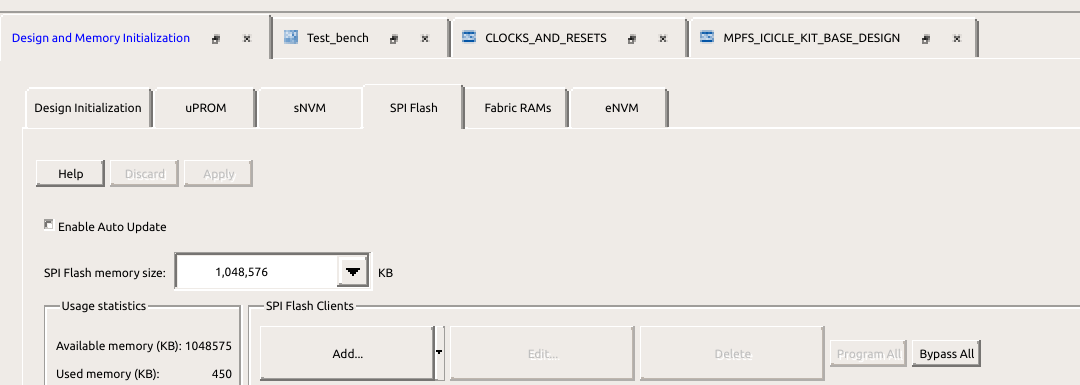 Design and Memory Initialization Test_bench CLOCKS_AND_RESETS MPFS_ICICLE_KIT_BASE_DESIGN
Design Initialization uPROM sNVM SPI Flash Fabric RAMs eNVM
Help Discard Apply
Enable Auto Update
SPI Flash memory size: 1,048,576 KB
Usage statistics SPI Flash Clients
Available memory (KB): 1048575
Add... Edit... Delete Program All Bypass All
Used memory (KB): 450